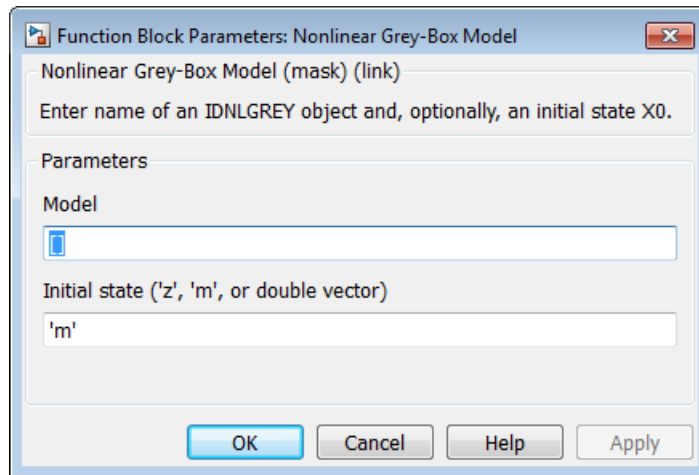 Function Block Parameters: Nonlinear Grey-Box Model
Nonlinear Grey-Box Model (mask) (link)
Enter name of an IDNLGREY object and, optionally, an initial state X0.
Parameters
Model
[]
Initial state ('z', 'm', or double vector)
'm'
OK Cancel Help Apply